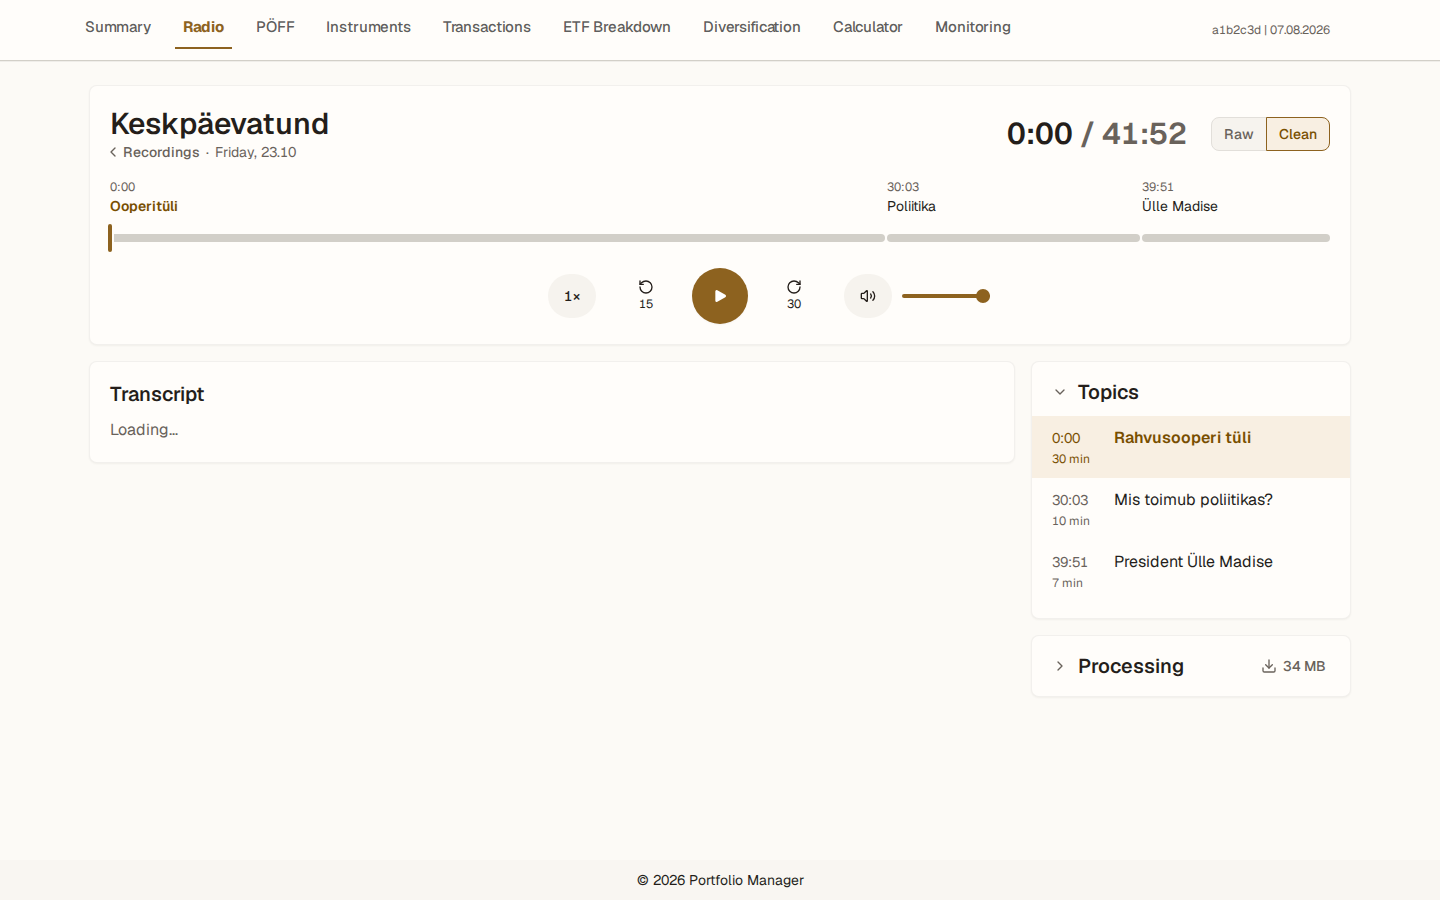 Summary Radio PÖFF Instruments Transactions ETF Breakdown Diversification Calculator Monitoring a1b2c3d | 07.08.2026
Keskpäevatund
0:00 / 41:52
Raw Clean
Recordings · Friday, 23.10
0:00 30:03 39:51
Ooperitüli Poliitika Ülle Madise
1×
15
30
Transcript
Loading...
Topics
0:00 Rahvusooperi tüli
30 min
30:03 Mis toimub poliitikas?
10 min
39:51 President Ülle Madise
7 min
Processing 34 MB
© 2026 Portfolio Manager